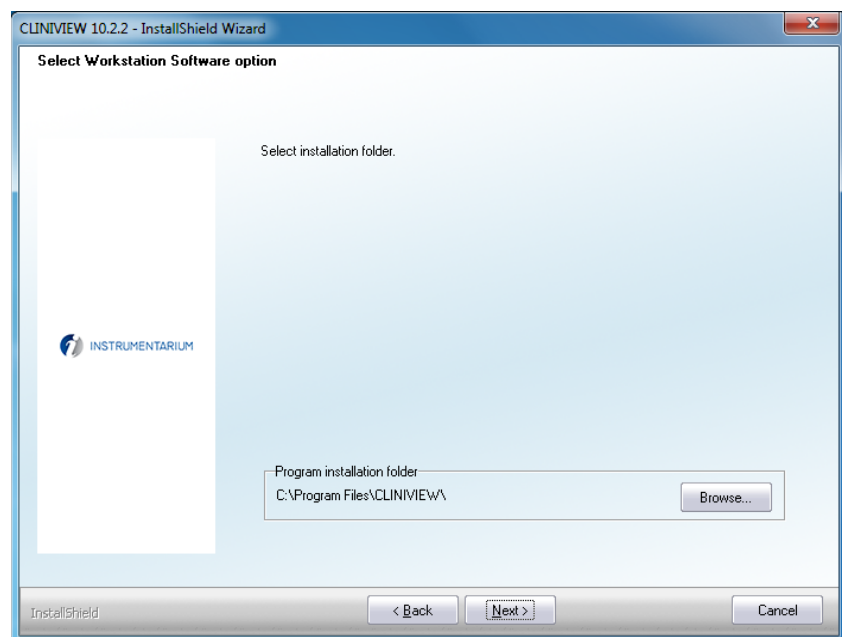 CLINIVIEW 10.2.2 - InstallShield Wizard
Select Workstation Software option
Select installation folder.
INSTRUMENTARIUM
Program installation folder
C:\Program Files\CLINIVIEW\
Browse...
InstallShield
< Back
Next >
Cancel